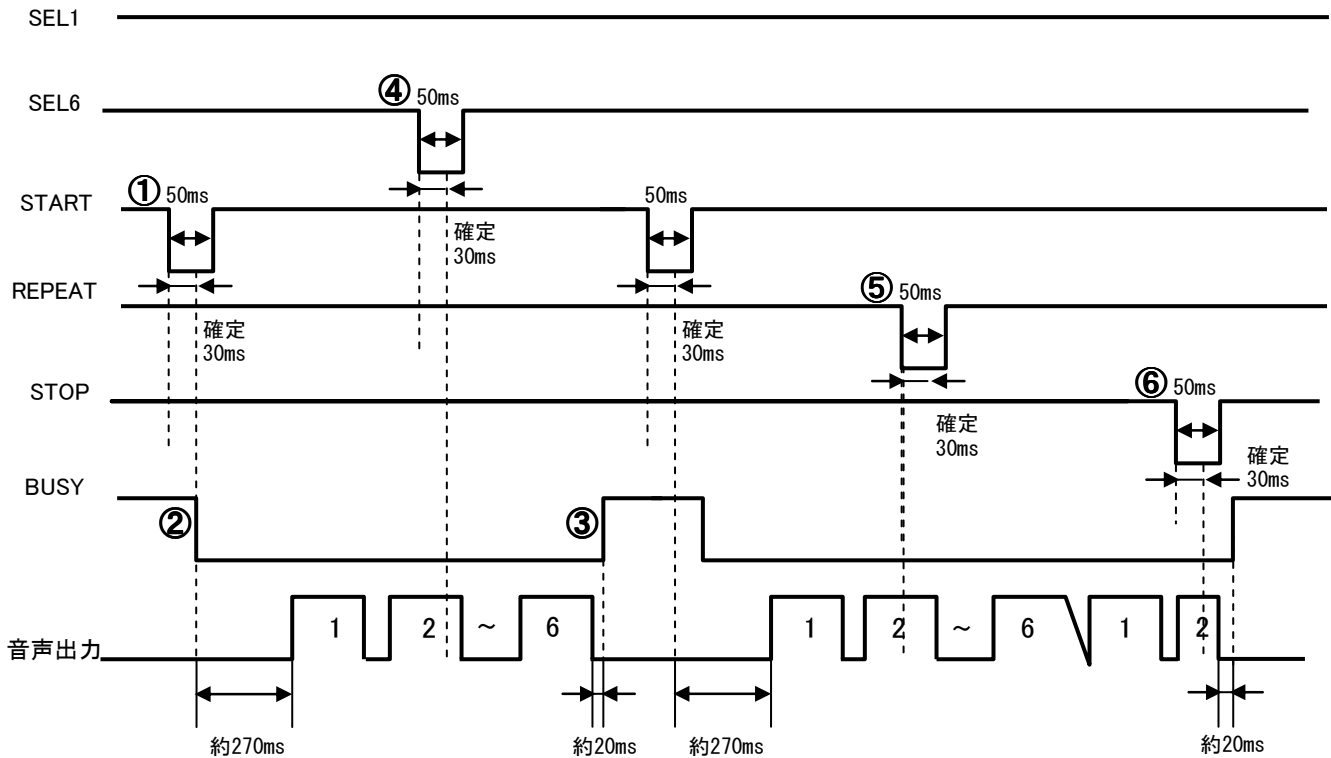 SEL1
④ 50ms
SEL6
① 50ms
START
50ms
確定
30ms
REPEAT
⑤ 50ms
確定
30ms
確定
30ms
STOP
⑥ 50ms
確定
30ms
確定
30ms
BUSY
②
③
音声出力
1 2 ~ 6 1 2 ~ 6 1 2
約270ms 約20ms 約270ms 約20ms